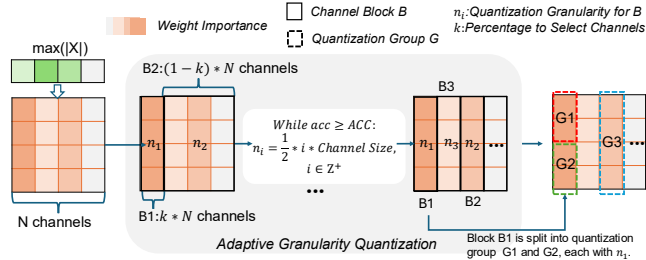 Weight Importance
Channel Block B
Quantization Group G
n_i:Quantization Granularity for B
k:Percentage to Select Channels
max(|X|)
B2:(1 − k) * N channels
B3
n_1
n_2
While acc ≥ ACC:
n_i = 1/2 * i * Channel Size,
i ∈ Z⁺
...
n_1 n_3 n_2 ...
G1
G2
G3 ...
N channels
B1:k * N channels
B1
B2
Adaptive Granularity Quantization
Block B1 is split into quantization
group G1 and G2, each with n_1.